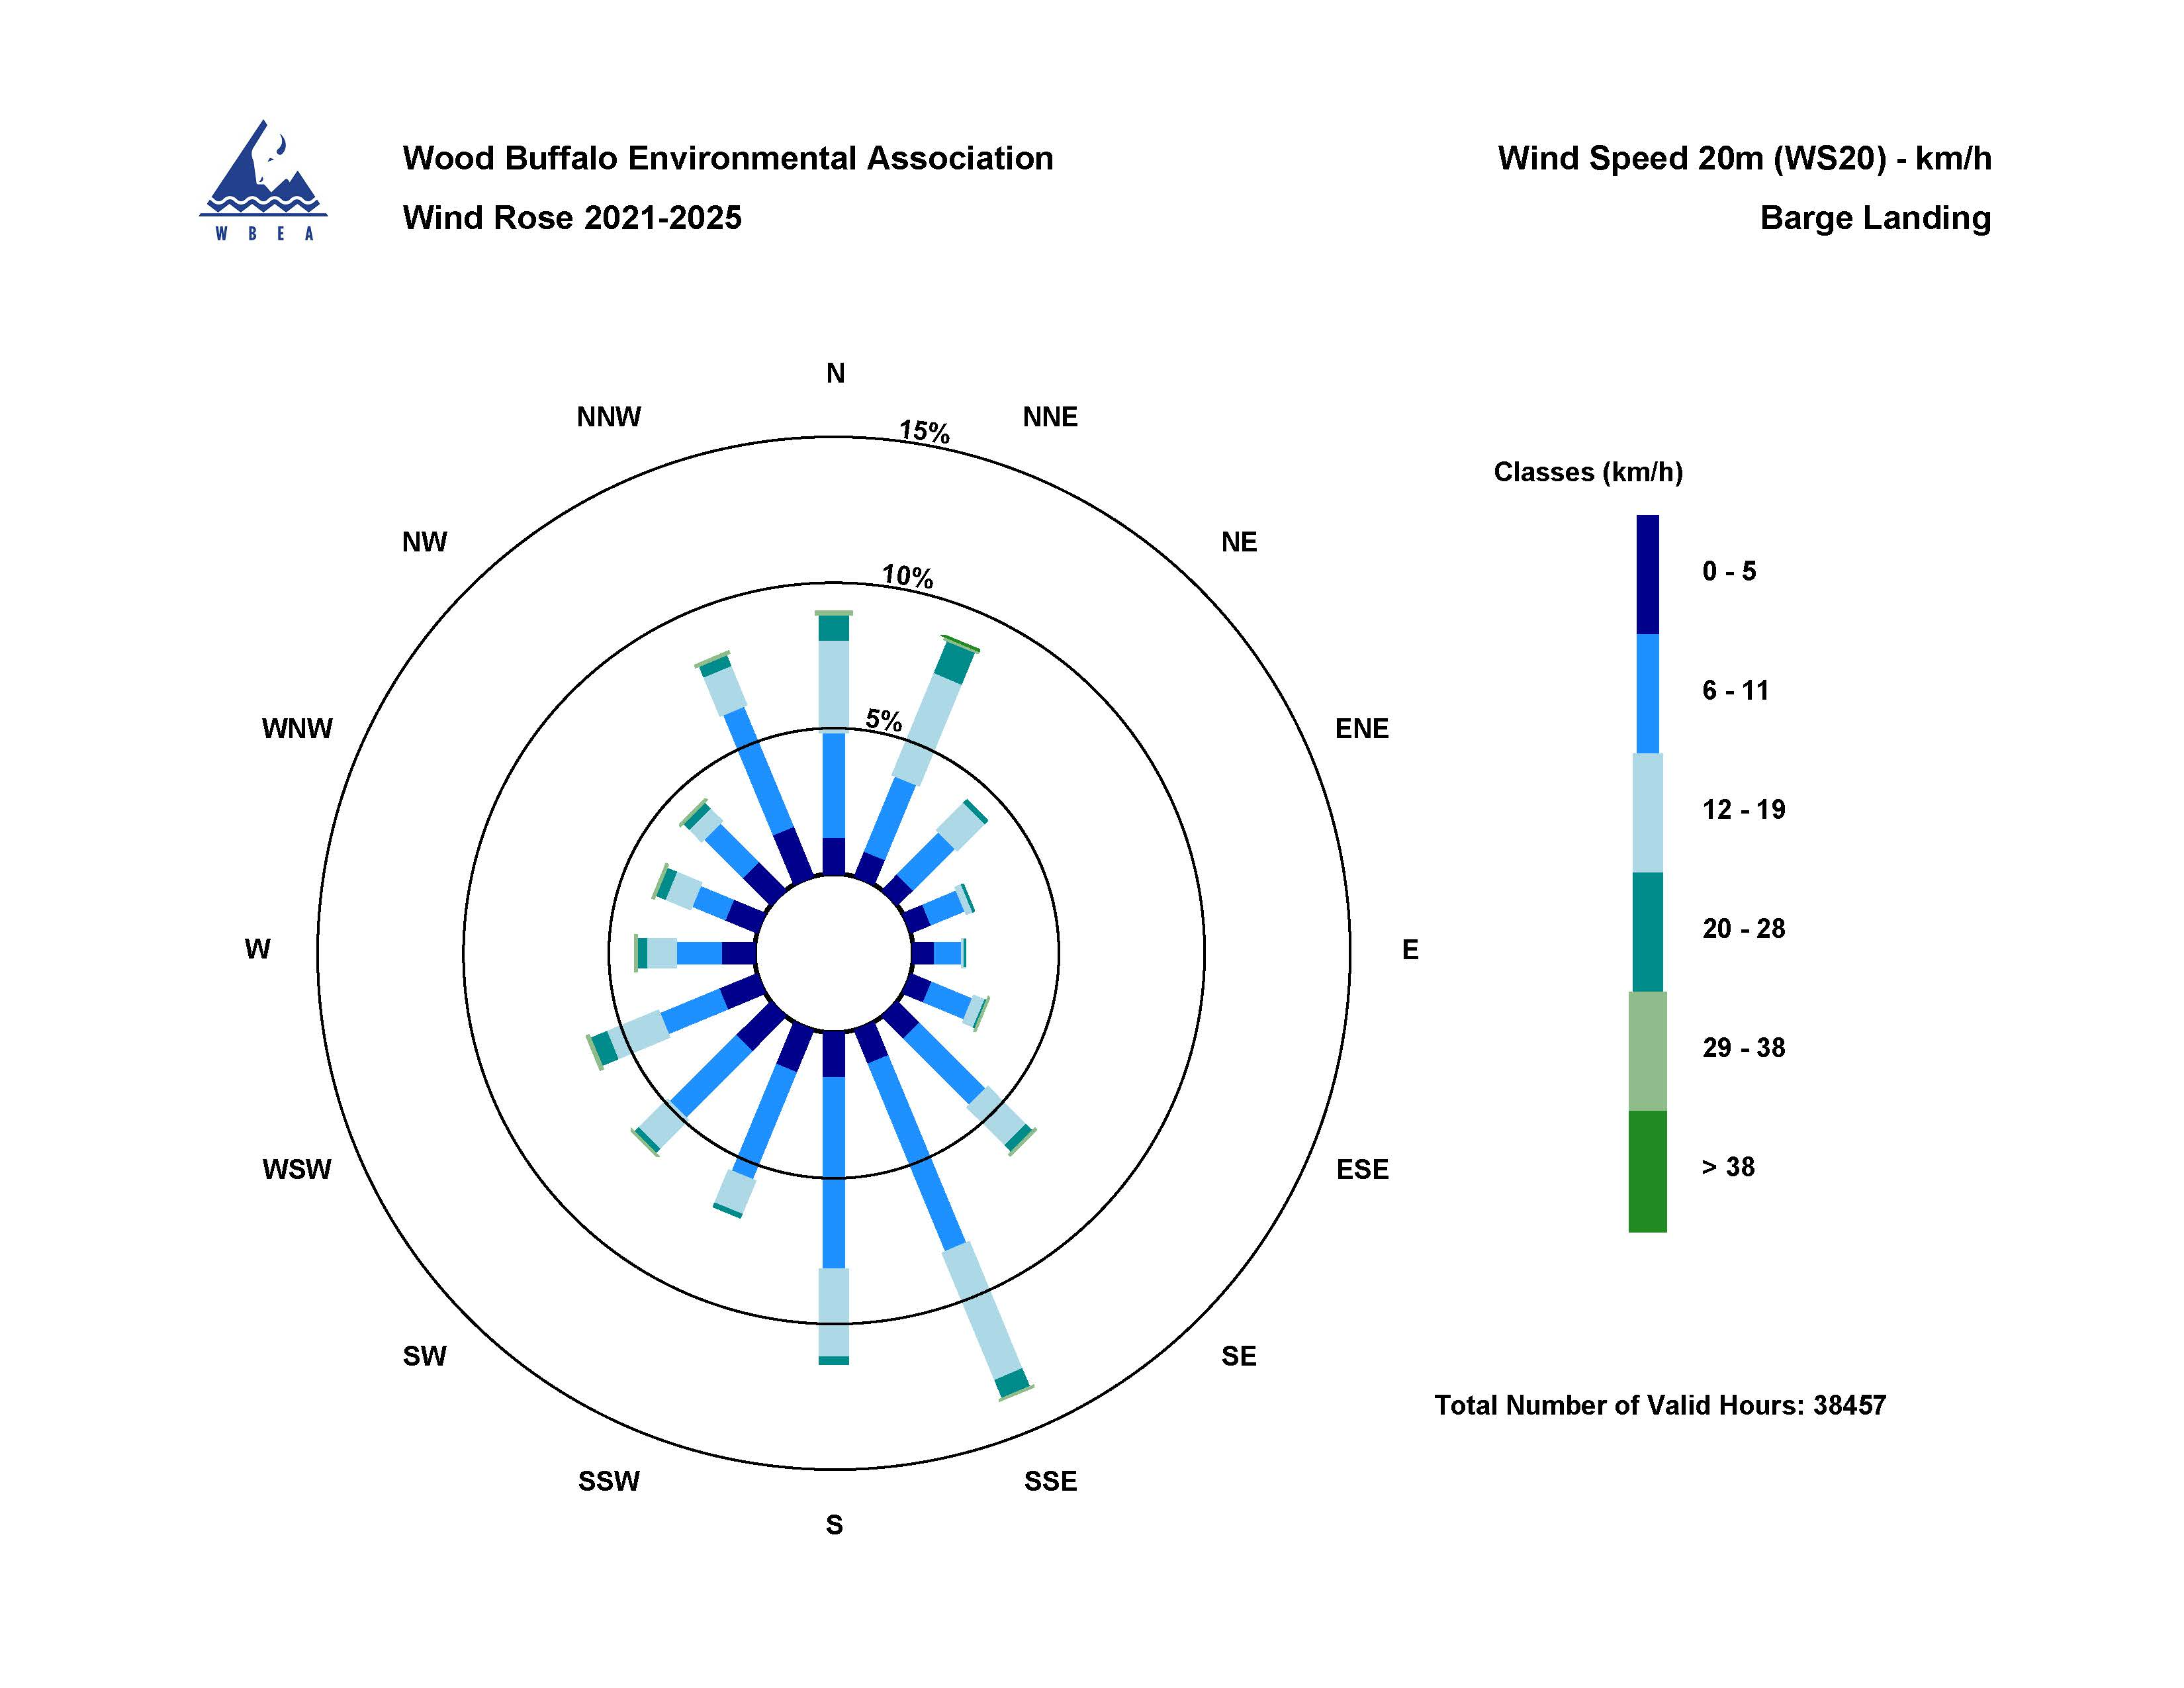 Wood Buffalo Environmental Association
Wind Speed 20m (WS20) - km/h
Wind Rose 2021-2025
Barge Landing
W B E A
N
NNW
NNE
15%
Classes (km/h)
NW
NE
10%
0 - 5
6 - 11
5%
WNW
ENE
12 - 19
20 - 28
W
E
29 - 38
WSW
ESE
> 38
SW
SE
Total Number of Valid Hours: 38457
SSW
SSE
S